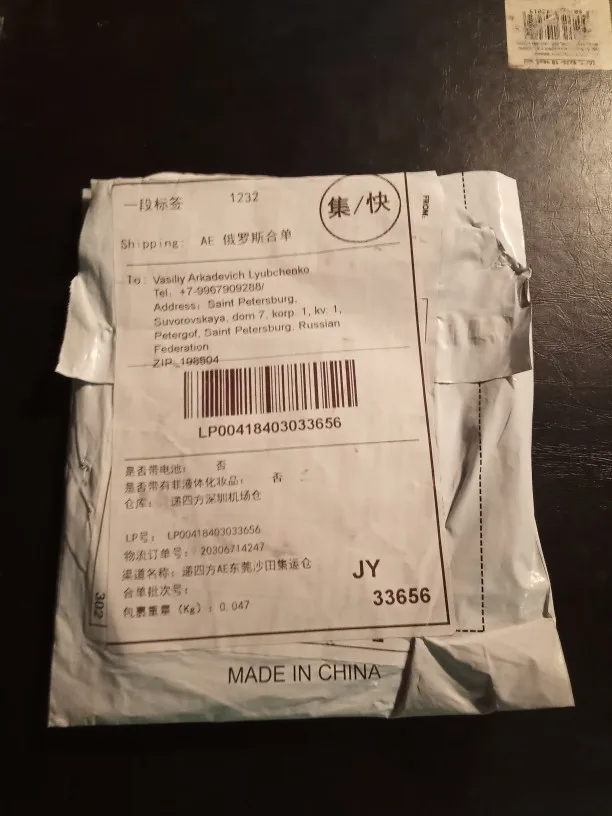 一段标签 1232
集/快
FROM:
Shipping: AE 俄罗斯合单
To: Vasiliy Arkadevich Lyubchenko
Tel: +7-9967909288/
Address: Saint Petersburg,
Suvorovskaya, dom 7, korp. 1, kv. 1,
Petergof, Saint Petersburg, Russian
Federation
ZIP 198504
LP00418403033656
是否带电池: 否
是否带有非液体化妆品: 否
仓库: 递四方深圳机场仓
LP号: LP00418403033656
物流订单号: 20306714247
渠道名称: 递四方AE东莞沙田集运仓
合单批次号:
包裹重量 (Kg): 0.047
JY
33656
302
MADE IN CHINA